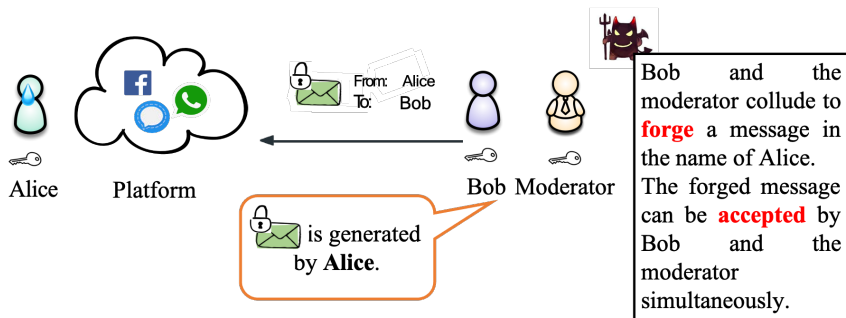 From: Alice
To: Bob
Alice
Platform
Bob
Moderator
is generated
by Alice.
Bob and the
moderator collude to
forge a message in
the name of Alice.
The forged message
can be accepted by
Bob and the
moderator
simultaneously.